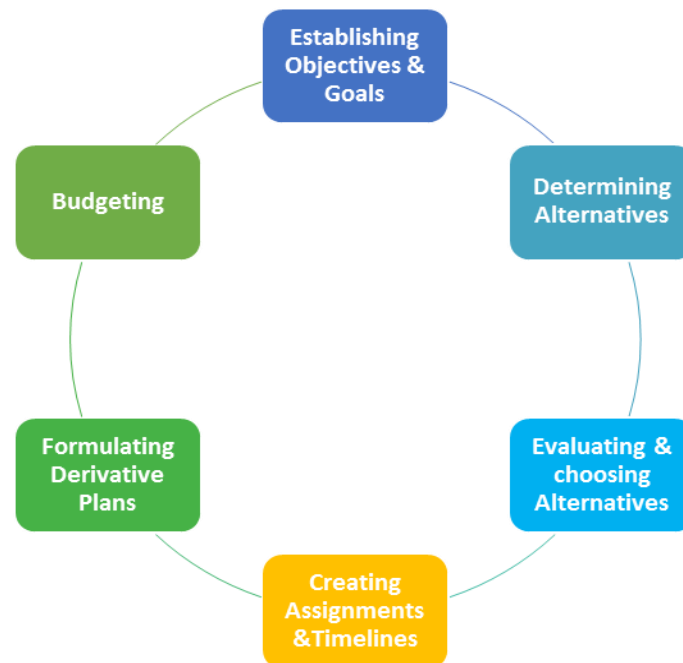 Establishing
Objectives &
Goals
Determining
Alternatives
Evaluating &
choosing
Alternatives
Creating
Assignments
&Timelines
Formulating
Derivative
Plans
Budgeting